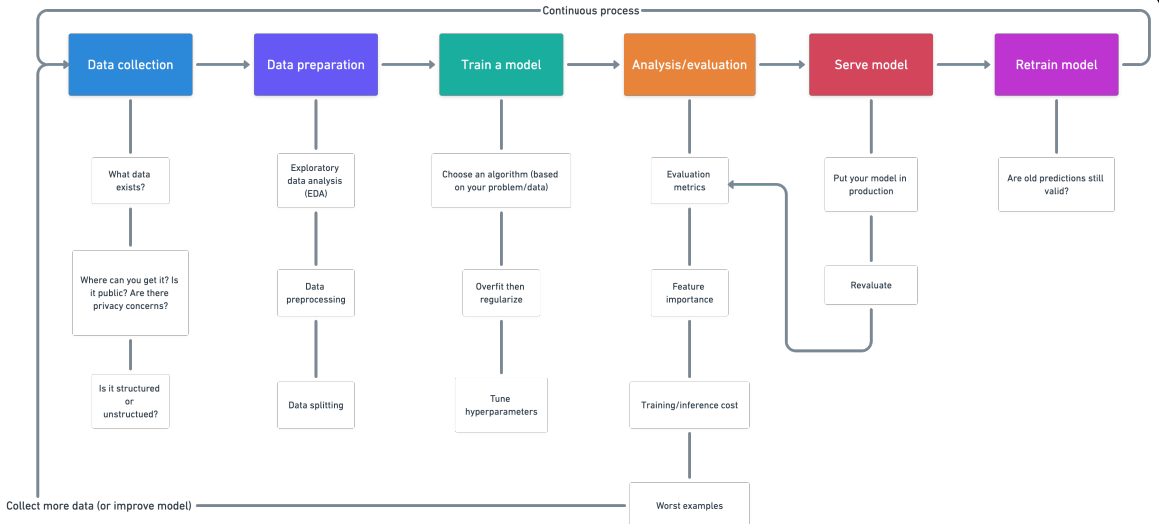 Continuous process
Data collection
Data preparation
Train a model
Analysis/evaluation
Serve model
Retrain model
What data
exists?
Where can you get it? Is
it public? Are there
privacy concerns?
Is it structured
or
unstructued?
Exploratory
data analysis
(EDA)
Data
preprocessing
Data splitting
Choose an algorithm (based
on your problem/data)
Overfit then
regularize
Tune
hyperparameters
Evaluation
metrics
Feature
importance
Training/inference cost
Worst examples
Put your model in
production
Revaluate
Are old predictions still
valid?
Collect more data (or improve model)